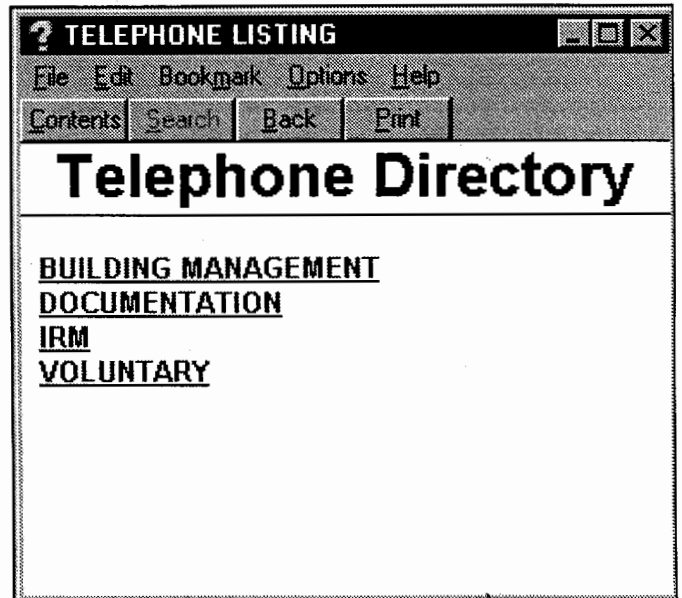 ? TELEPHONE LISTING
File Edit Bookmark Options Help
Contents Search Back Print
Telephone Directory
BUILDING MANAGEMENT
DOCUMENTATION
IRM
VOLUNTARY